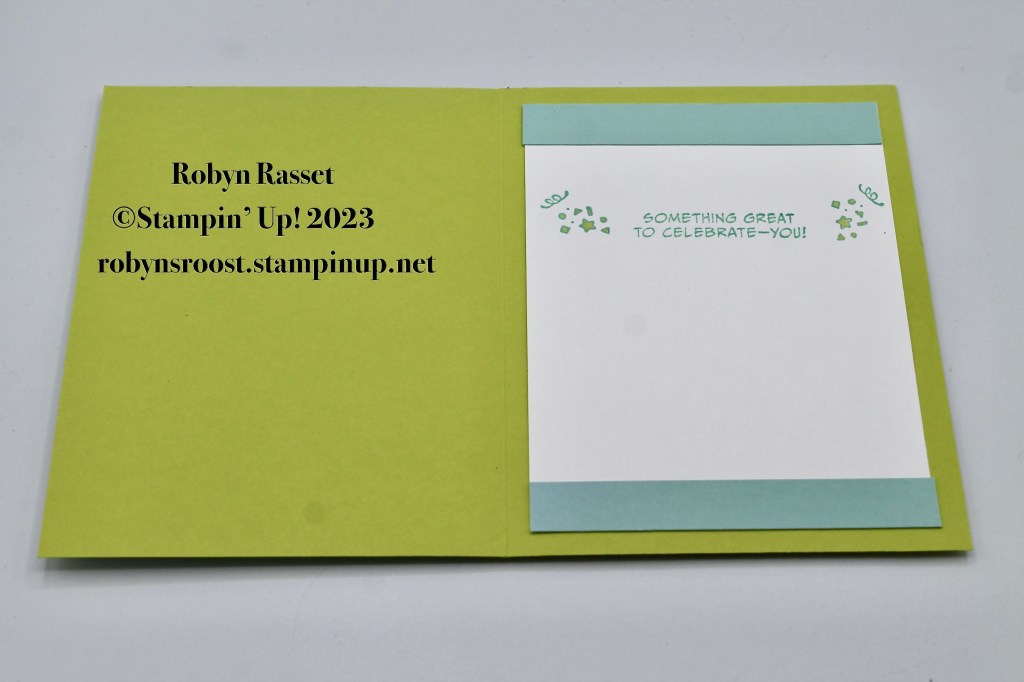 Robyn Rasset
©Stampin’ Up! 2023
robynsroost.stampinup.net
SOMETHING GREAT
TO CELEBRATE—YOU!